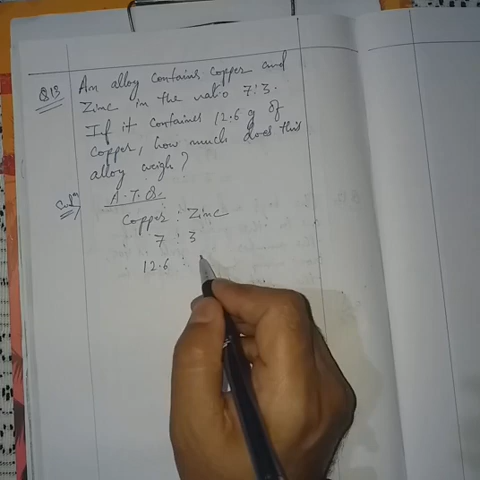 Q13 An alloy contains copper and
Zinc in the ratio 7:3.
If it contains 12.6 g of
copper, how much does this
alloy weigh?
Solⁿ A.T.Q.
Copper : Zinc
7 : 3
12.6 :